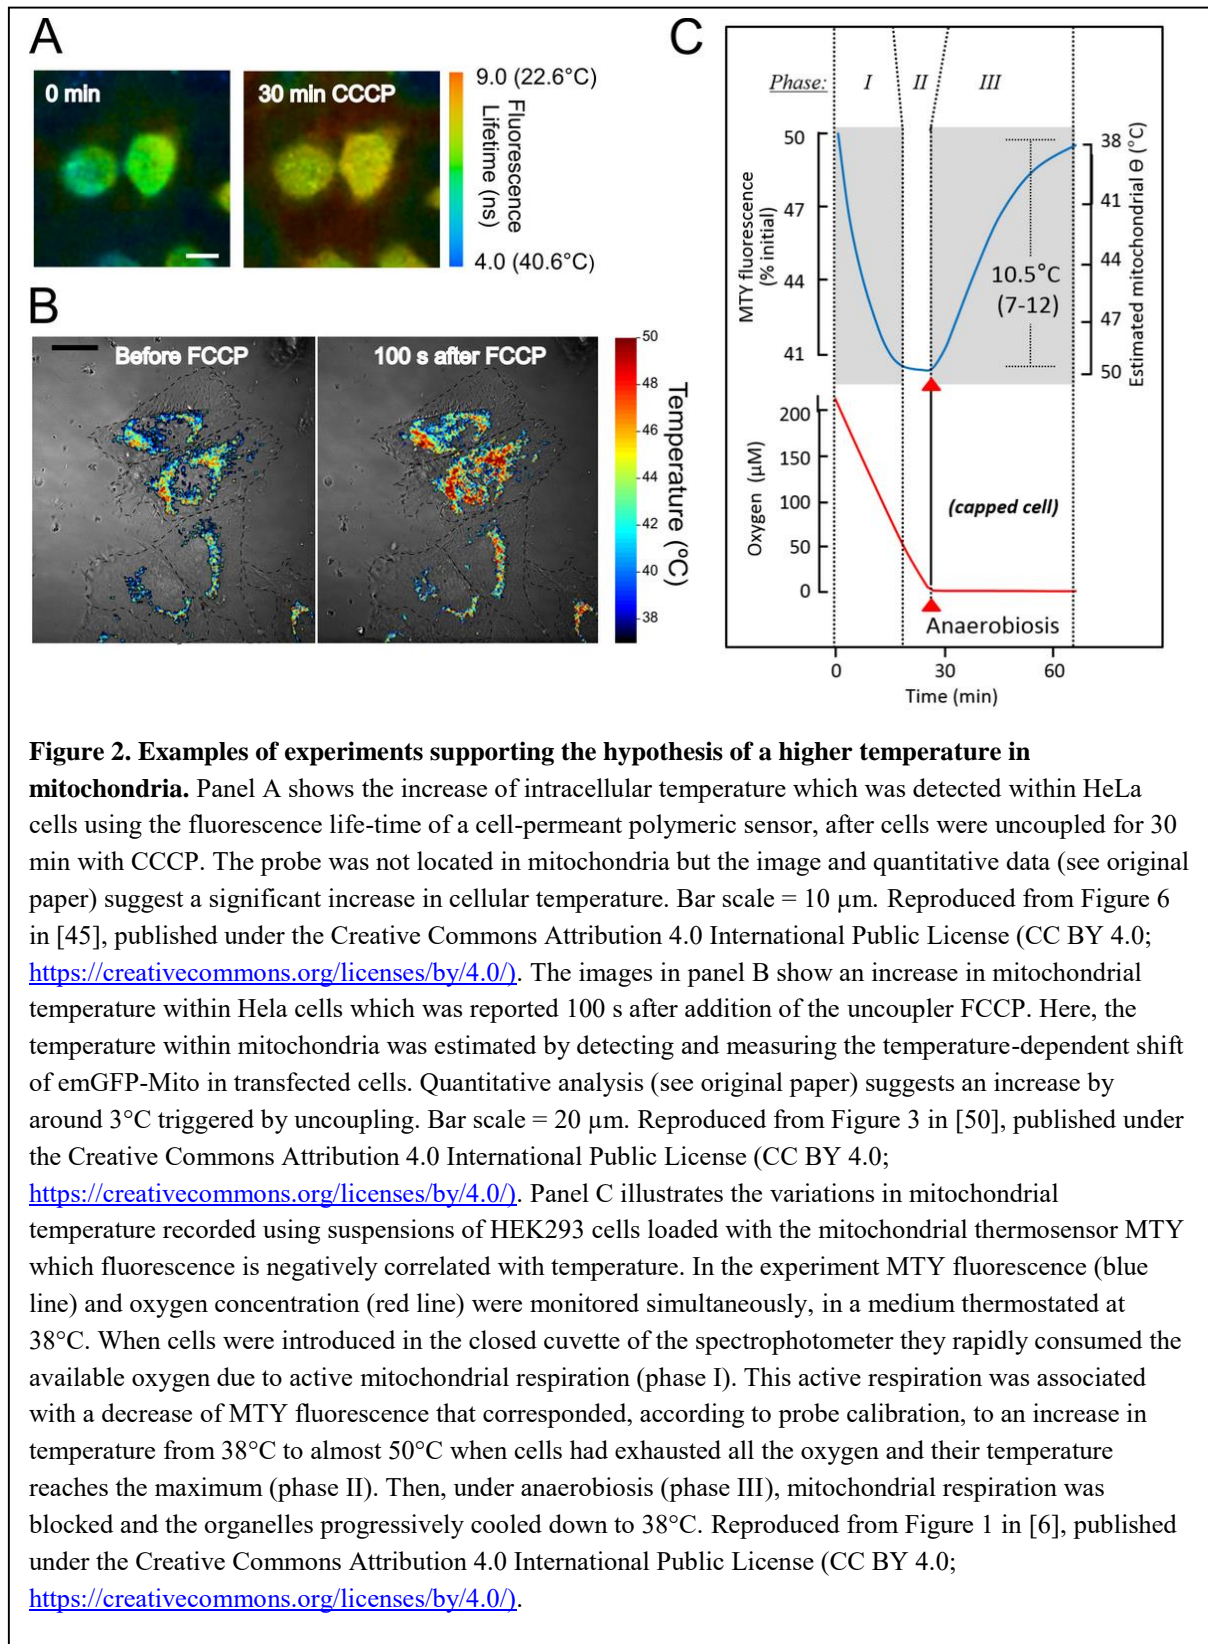 A
0 min
30 min CCCP
9.0 (22.6°C)
Fluorescence
Lifetime (ns)
4.0 (40.6°C)
B
Before FCCP
100 s after FCCP
50
48
46
44
42
40
38
Temperature (ºC)
C
Phase: I II III
50
47
44
41
MTY fluorescence
(% initial)
38
41
44
47
50
Estimated mitochondrial Θ (°C)
10.5°C
(7-12)
200
150
100
50
0
Oxygen (µM)
(capped cell)
Anaerobiosis
0 30 60
Time (min)
Figure 2. Examples of experiments supporting the hypothesis of a higher temperature in
mitochondria. Panel A shows the increase of intracellular temperature which was detected within HeLa
cells using the fluorescence life-time of a cell-permeant polymeric sensor, after cells were uncoupled for 30
min with CCCP. The probe was not located in mitochondria but the image and quantitative data (see original
paper) suggest a significant increase in cellular temperature. Bar scale = 10 µm. Reproduced from Figure 6
in [45], published under the Creative Commons Attribution 4.0 International Public License (CC BY 4.0;
https://creativecommons.org/licenses/by/4.0/). The images in panel B show an increase in mitochondrial
temperature within Hela cells which was reported 100 s after addition of the uncoupler FCCP. Here, the
temperature within mitochondria was estimated by detecting and measuring the temperature-dependent shift
of emGFP-Mito in transfected cells. Quantitative analysis (see original paper) suggests an increase by
around 3°C triggered by uncoupling. Bar scale = 20 µm. Reproduced from Figure 3 in [50], published under
the Creative Commons Attribution 4.0 International Public License (CC BY 4.0;
https://creativecommons.org/licenses/by/4.0/). Panel C illustrates the variations in mitochondrial
temperature recorded using suspensions of HEK293 cells loaded with the mitochondrial thermosensor MTY
which fluorescence is negatively correlated with temperature. In the experiment MTY fluorescence (blue
line) and oxygen concentration (red line) were monitored simultaneously, in a medium thermostated at
38°C. When cells were introduced in the closed cuvette of the spectrophotometer they rapidly consumed the
available oxygen due to active mitochondrial respiration (phase I). This active respiration was associated
with a decrease of MTY fluorescence that corresponded, according to probe calibration, to an increase in
temperature from 38°C to almost 50°C when cells had exhausted all the oxygen and their temperature
reaches the maximum (phase II). Then, under anaerobiosis (phase III), mitochondrial respiration was
blocked and the organelles progressively cooled down to 38°C. Reproduced from Figure 1 in [6], published
under the Creative Commons Attribution 4.0 International Public License (CC BY 4.0;
https://creativecommons.org/licenses/by/4.0/).